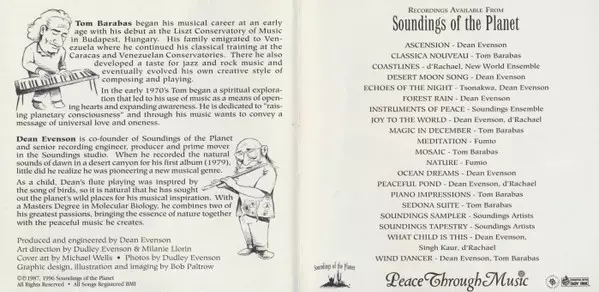 Tom Barabas began his musical career at an early
age with his debut at the Liszt Conservatory of Music
in Budapest, Hungary. His family emigrated to Ven-
ezuela where he continued his classical training at the
Caracas and Venezuelan Conservatories. There he also
developed a taste for jazz and rock music and
eventually evolved his own creative style of
composing and playing.
In the early 1970's Tom began a spiritual explora-
tion that led to his use of music as a means of open-
ing hearts and expanding awareness. He is dedicated to "rais-
ing planetary consciousness" and through his music wants to convey a
message of universal love and oneness.
Dean Evenson is co-founder of Soundings of the Planet
and senior recording engineer, producer and prime mover
in the Soundings studio. When he recorded the natural
sounds of dawn in a desert canyon for his first album (1979),
little did he realize he was pioneering a new musical genre.
As a child, Dean's flute playing was inspired by
the song of birds, so it is natural that he has sought
out the planet's wild places for his musical inspiration. With
a Masters Degree in Molecular Biology, he combines two of
his greatest passions, bringing the essence of nature together
with the peaceful music he creates.
Produced and engineered by Dean Evenson
Art direction by Dudley Evenson & Milanie Llorin
Cover art by Michael Wells • Photos by Dudley Evenson
Graphic design, illustration and imaging by Bob Paltrow
©℗1987, 1996 Soundings of the Planet
All Rights Reserved • All Songs Registered BMI
RECORDINGS AVAILABLE FROM
Soundings of the Planet
ASCENSION - Dean Evenson
CLASSICA NOUVEAU - Tom Barabas
COASTLINES - d'Rachael, New World Ensemble
DESERT MOON SONG - Dean Evenson
ECHOES OF THE NIGHT - Tsonakwa, Dean Evenson
FOREST RAIN - Dean Evenson
INSTRUMENTS OF PEACE - Soundings Ensemble
JOY TO THE WORLD - Dean Evenson, d'Rachael
MAGIC IN DECEMBER - Tom Barabas
MEDITATION - Fumio
MOSAIC - Tom Barabas
NATURE - Fumio
OCEAN DREAMS - Dean Evenson
PEACEFUL POND - Dean Evenson, d'Rachael
PIANO IMPRESSIONS - Tom Barabas
SEDONA SUITE - Tom Barabas
SOUNDINGS SAMPLER - Soundings Artists
SOUNDINGS TAPESTRY - Soundings Artists
WHAT CHILD IS THIS - Dean Evenson,
Singh Kaur, d'Rachael
WIND DANCER - Dean Evenson, Tom Barabas
Soundings of the Planet
Peace Through Music